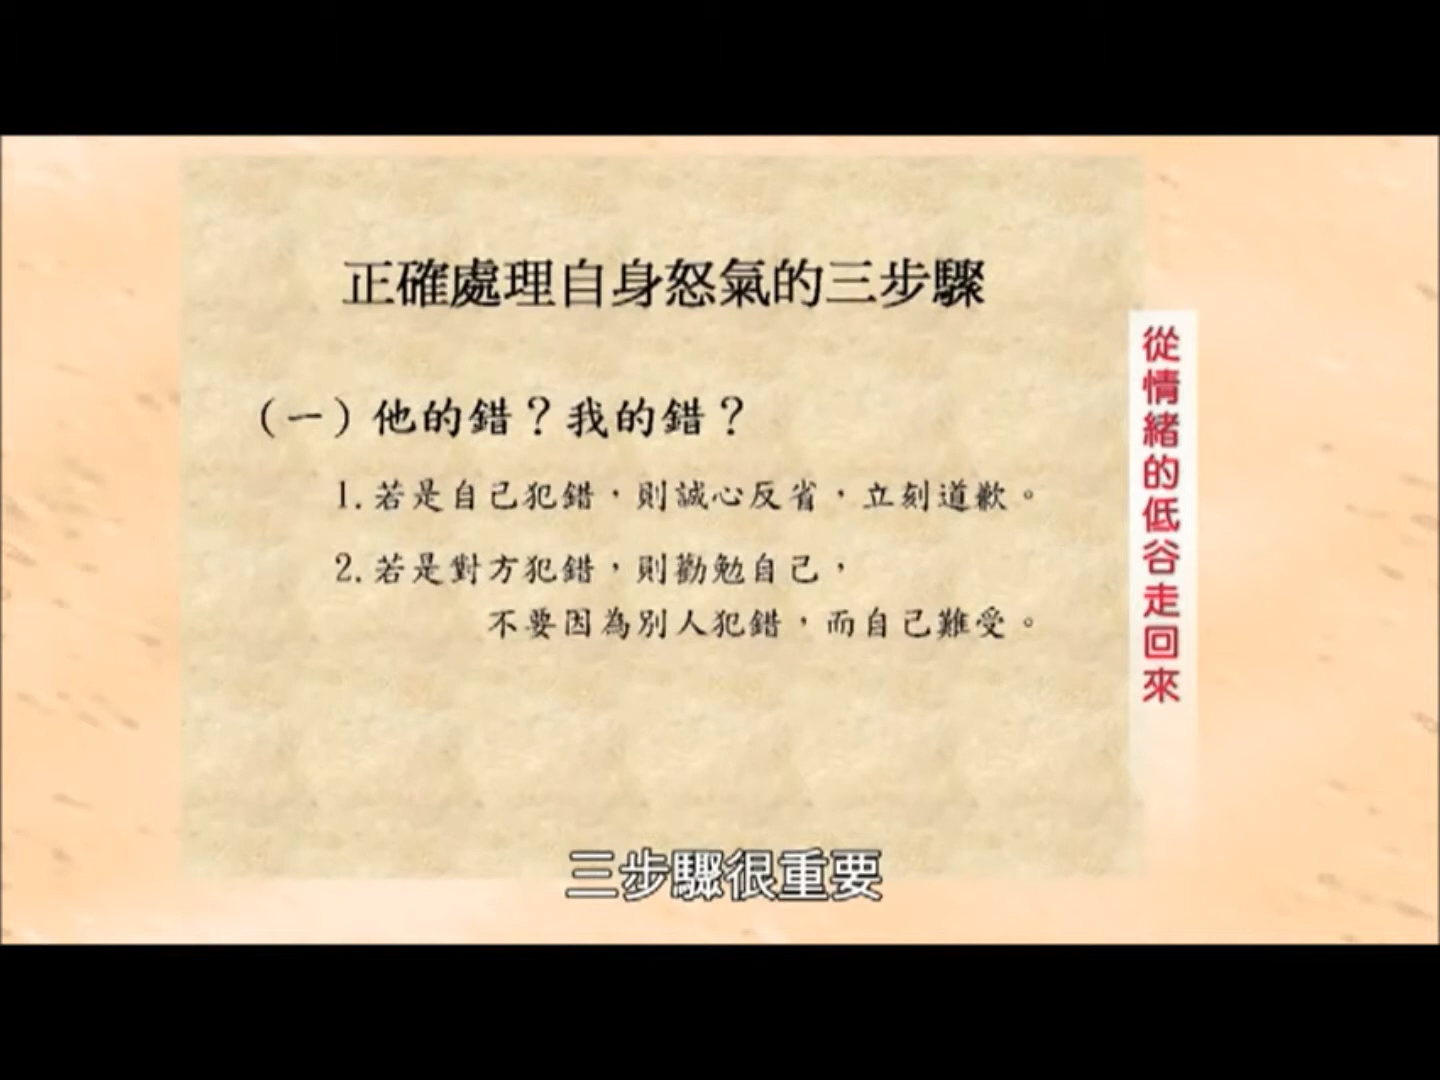 正確處理自身怒氣的三步驟
（一）他的錯？我的錯？
1.若是自己犯錯，則誠心反省，立刻道歉。
2.若是對方犯錯，則勸勉自己，
不要因為別人犯錯，而自己難受。
從情緒的低谷走回來
三步驟很重要